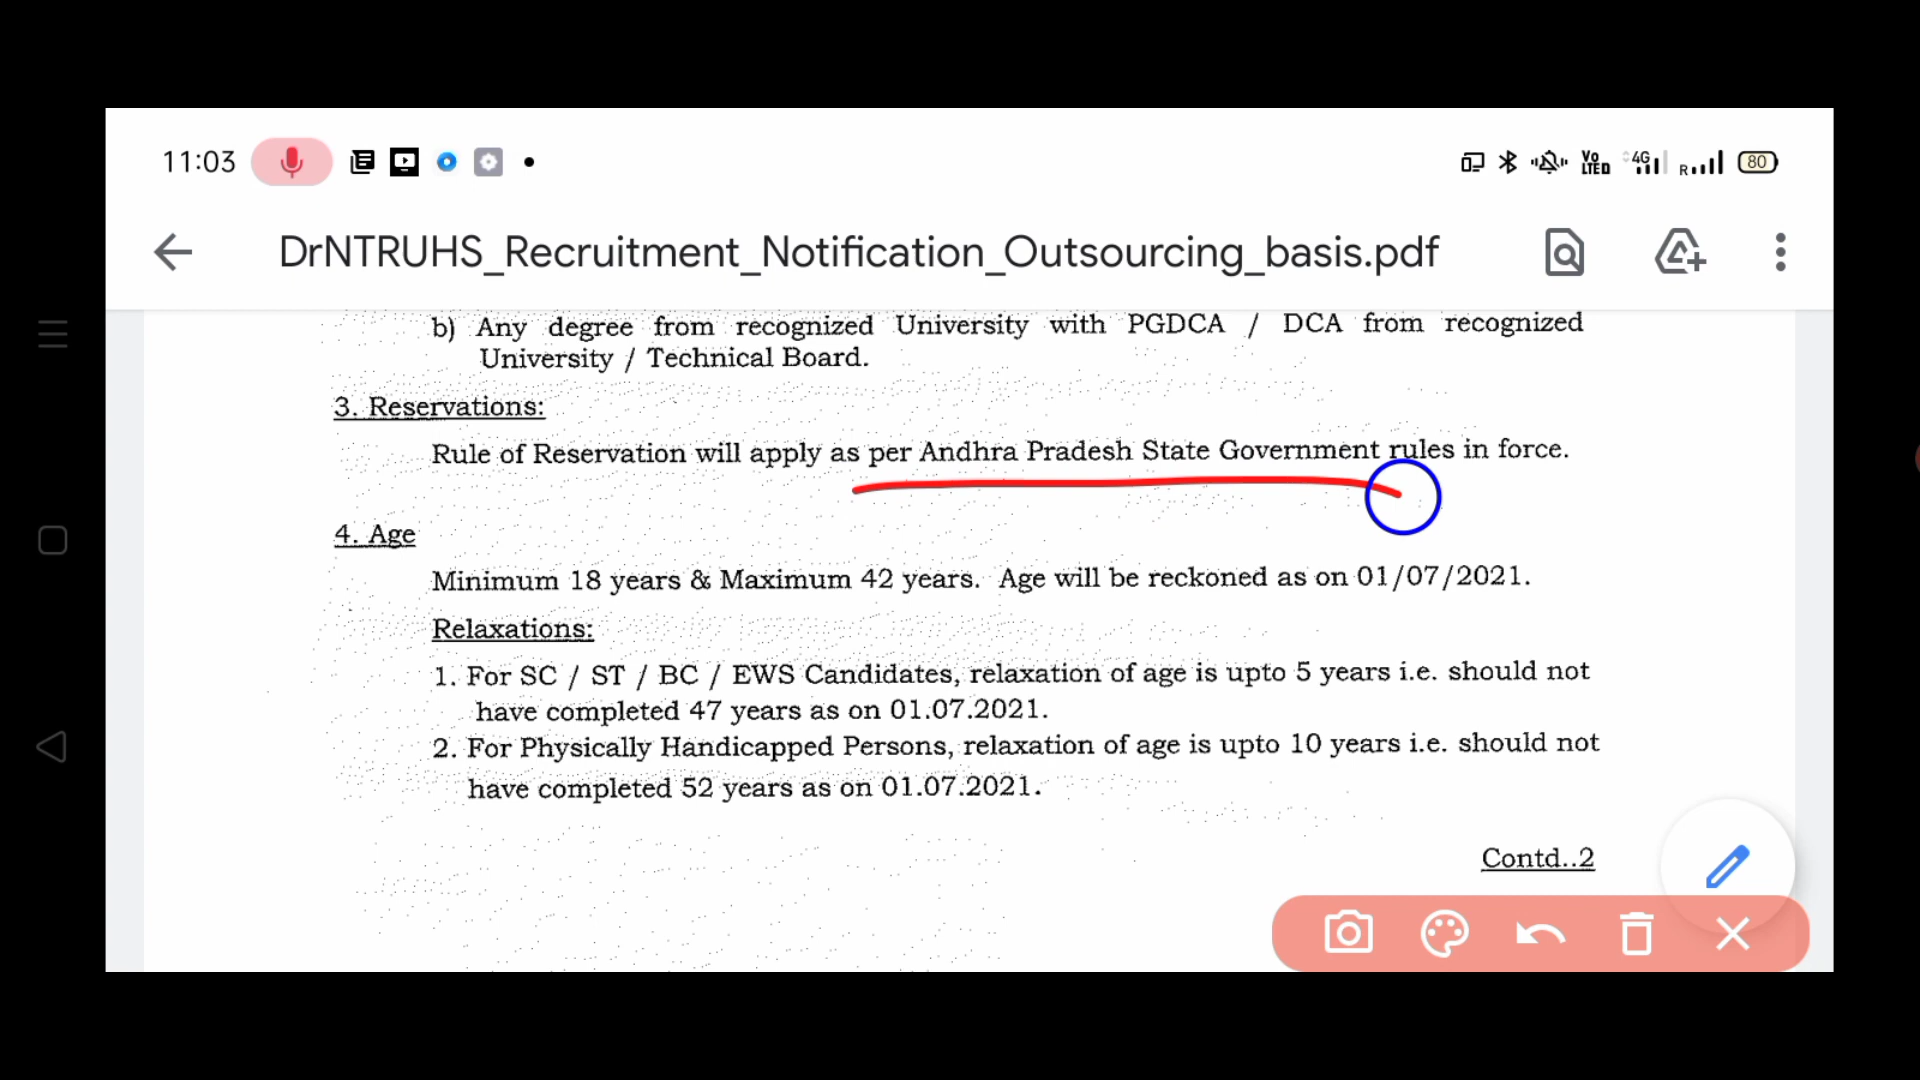 11:03
Vo
LTE
4G
R
80
DrNTRUHS_Recruitment_Notification_Outsourcing_basis.pdf
b) Any degree from recognized University with PGDCA / DCA from recognized
University / Technical Board.
3. Reservations:
Rule of Reservation will apply as per Andhra Pradesh State Government rules in force.
4. Age
Minimum 18 years & Maximum 42 years. Age will be reckoned as on 01/07/2021.
Relaxations:
1. For SC / ST / BC / EWS Candidates, relaxation of age is upto 5 years i.e. should not
have completed 47 years as on 01.07.2021.
2. For Physically Handicapped Persons, relaxation of age is upto 10 years i.e. should not
have completed 52 years as on 01.07.2021.
Contd..2